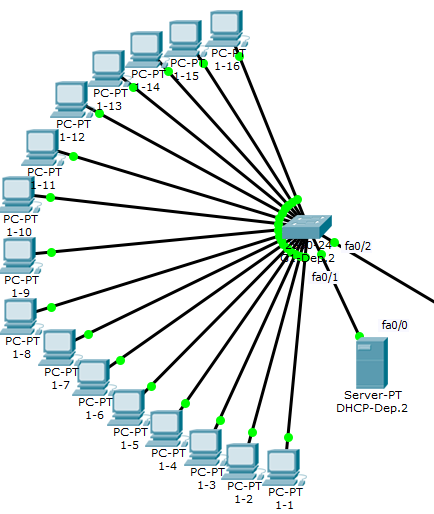 PC-PT
1-16
PC-PT
1-15
PC-PT
1-14
PC-PT
1-13
PC-PT
1-12
PC-PT
1-11
PC-PT
1-10
PC-PT
1-9
PC-PT
1-8
PC-PT
1-7
PC-PT
1-6
PC-PT
1-5
PC-PT
1-4
PC-PT
1-3
PC-PT
1-2
PC-PT
1-1
fa0/2
fa0/1
fa0/0
Server-PT
DHCP-Dep.2